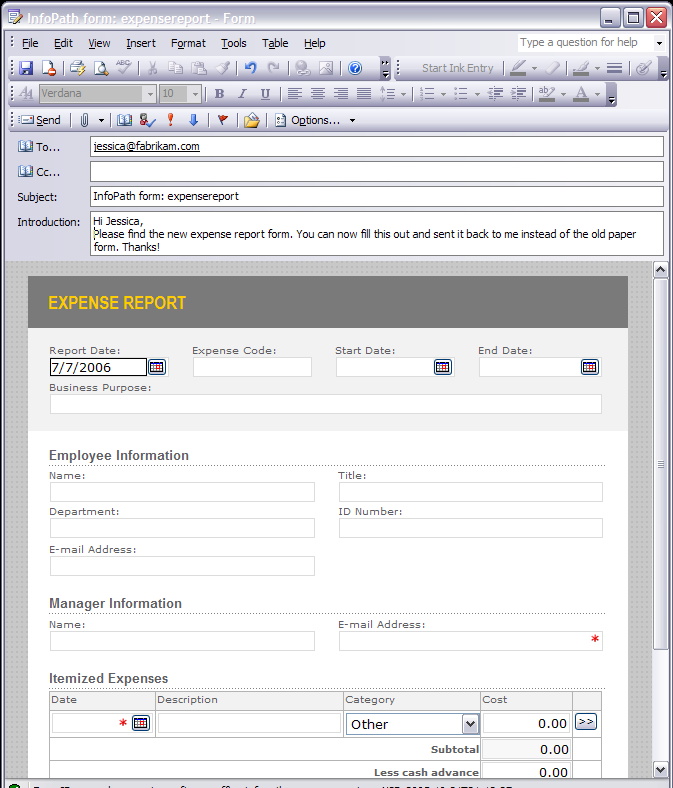 InfoPath form: expensereport - Form
File Edit View Insert Format Tools Table Help Type a question for help
Start Ink Entry
Verdana 10 B I U
Send Options...
To... jessica@fabrikam.com
Cc...
Subject: InfoPath form: expensereport
Introduction: Hi Jessica,
Please find the new expense report form. You can now fill this out and sent it back to me instead of the old paper
form. Thanks!
EXPENSE REPORT
Report Date: Expense Code: Start Date: End Date:
7/7/2006
Business Purpose:
Employee Information
Name: Title:
Department: ID Number:
E-mail Address:
Manager Information
Name: E-mail Address:
*
Itemized Expenses
Date Description Category Cost
* Other 0.00 >>
Subtotal 0.00
Less cash advance 0.00